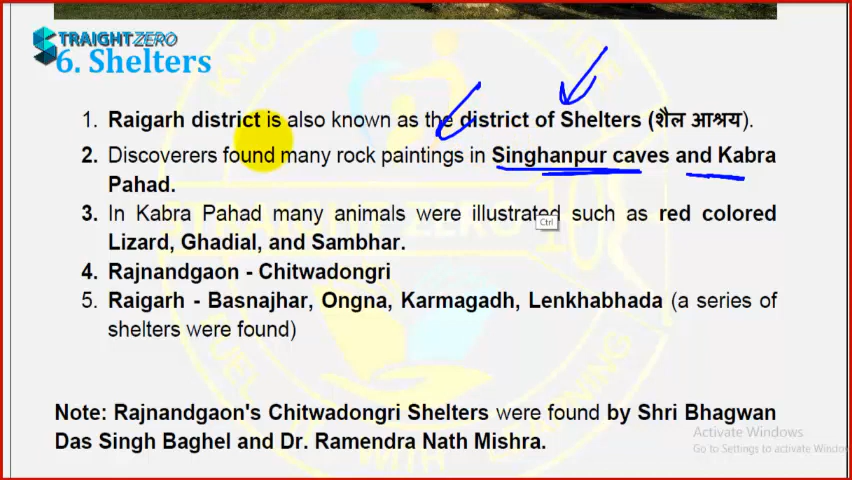 STRAIGHTZERO
6. Shelters
1. Raigarh district is also known as the district of Shelters (शैल आश्रय).
2. Discoverers found many rock paintings in Singhanpur caves and Kabra
Pahad.
3. In Kabra Pahad many animals were illustrated such as red colored
Lizard, Ghadial, and Sambhar.
Ctrl
4. Rajnandgaon - Chitwadongri
5. Raigarh - Basnajhar, Ongna, Karmagadh, Lenkhabhada (a series of
shelters were found)
Note: Rajnandgaon's Chitwadongri Shelters were found by Shri Bhagwan
Das Singh Baghel and Dr. Ramendra Nath Mishra.
Activate Windows
Go to Settings to activate Window